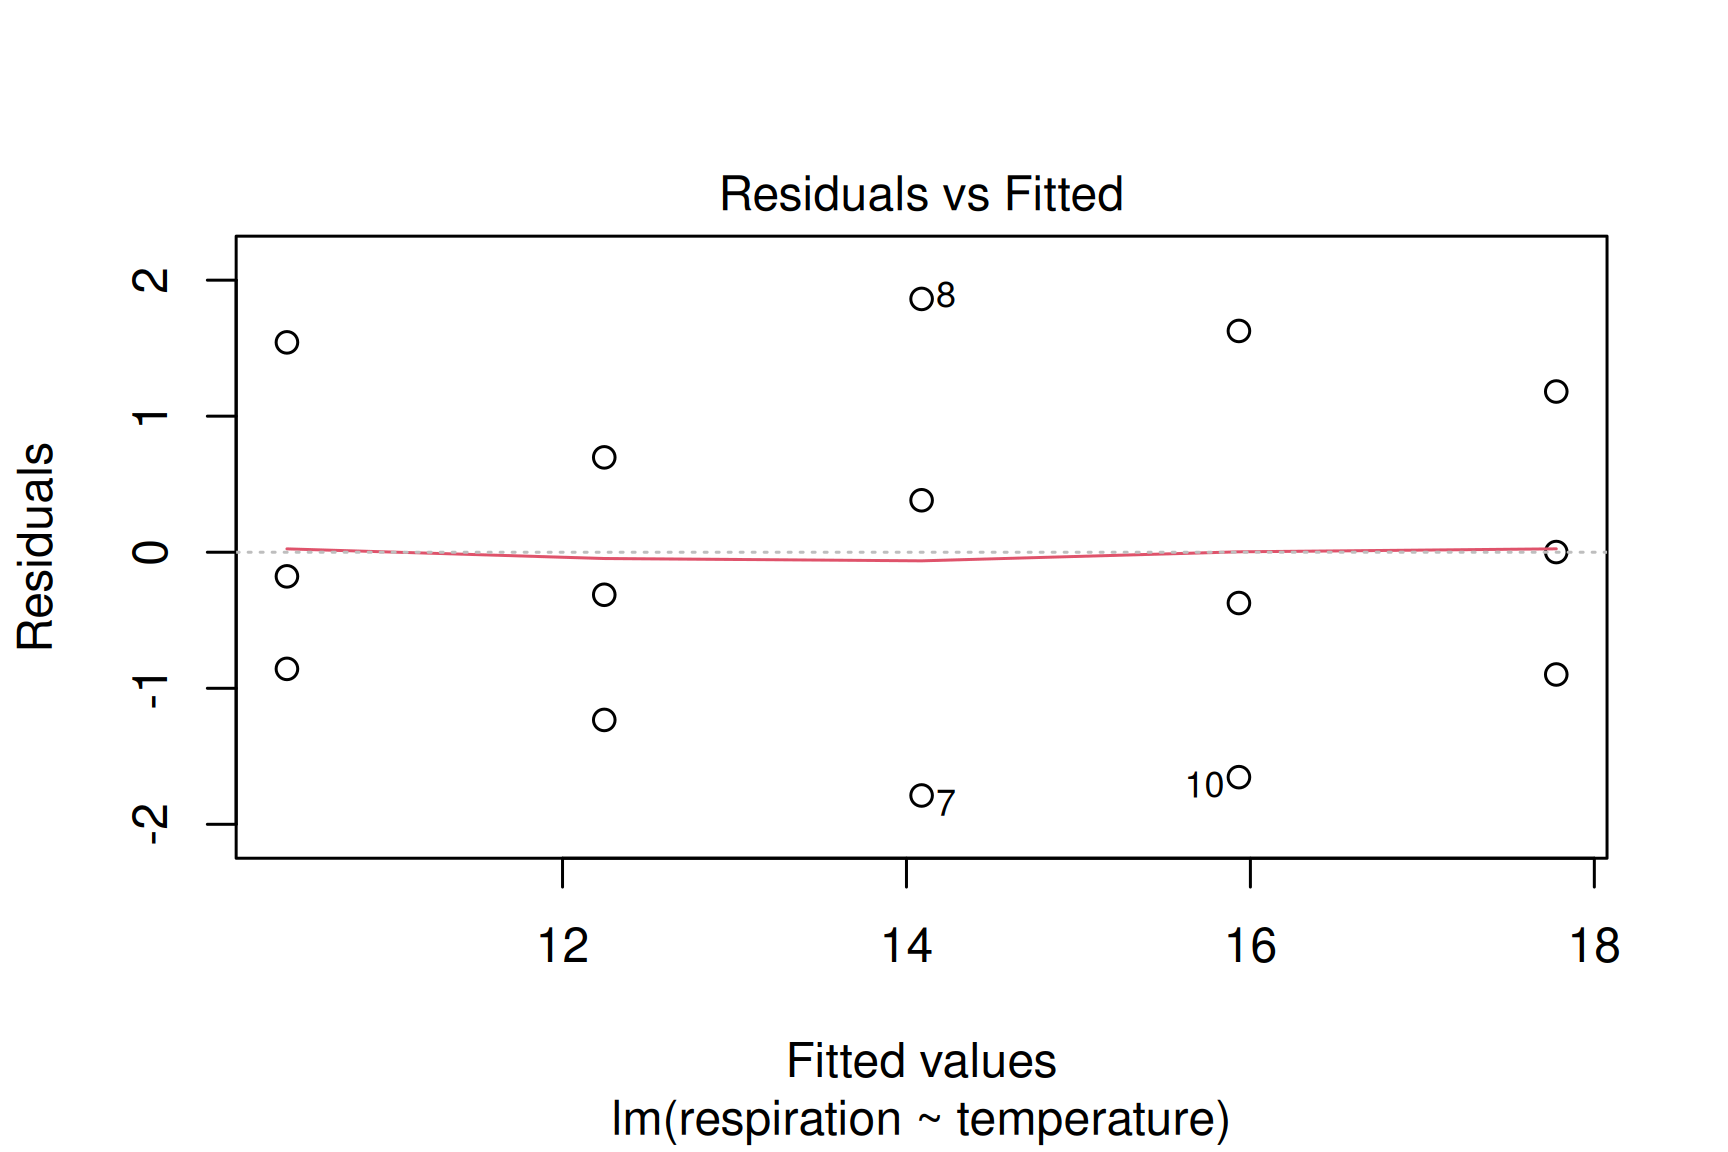 Residuals vs Fitted
2
1
0
-1
-2
Residuals
8
7
10
12 14 16 18
Fitted values
lm(respiration ~ temperature)